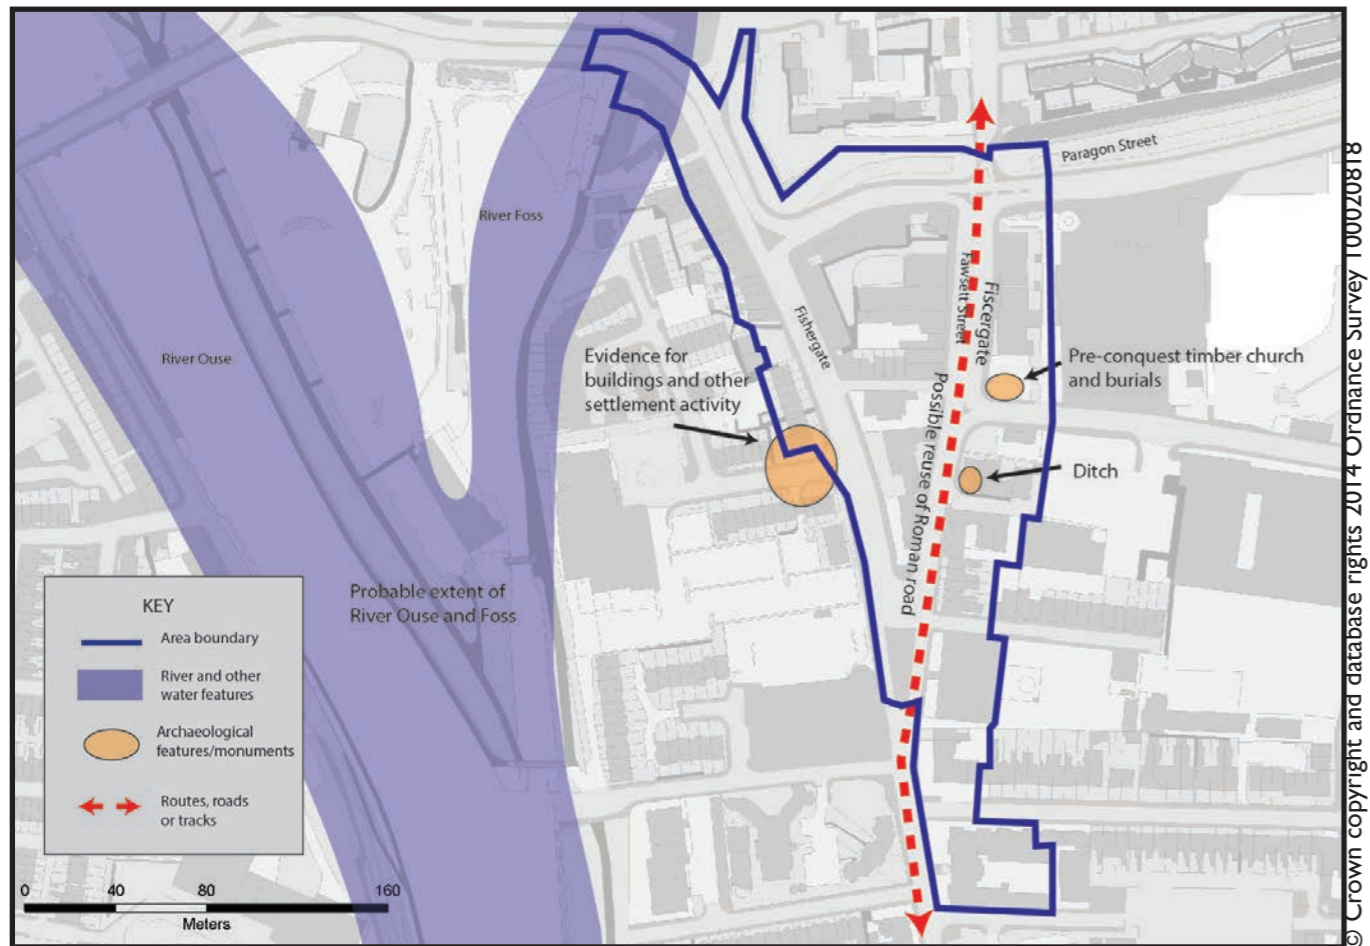 Paragon Street
River Foss
Fishergate
Fawsett Street
Fiscergate
River Ouse
Evidence for
buildings and other
settlement activity
Pre-conquest timber church
and burials
Possible reuse of Roman road
Ditch
Probable extent of
River Ouse and Foss
KEY
Area boundary
River and other
water features
Archaeological
features/monuments
Routes, roads
or tracks
0 40 80 160
Meters
© Crown copyright and database rights 2014 Ordnance Survey 100020818